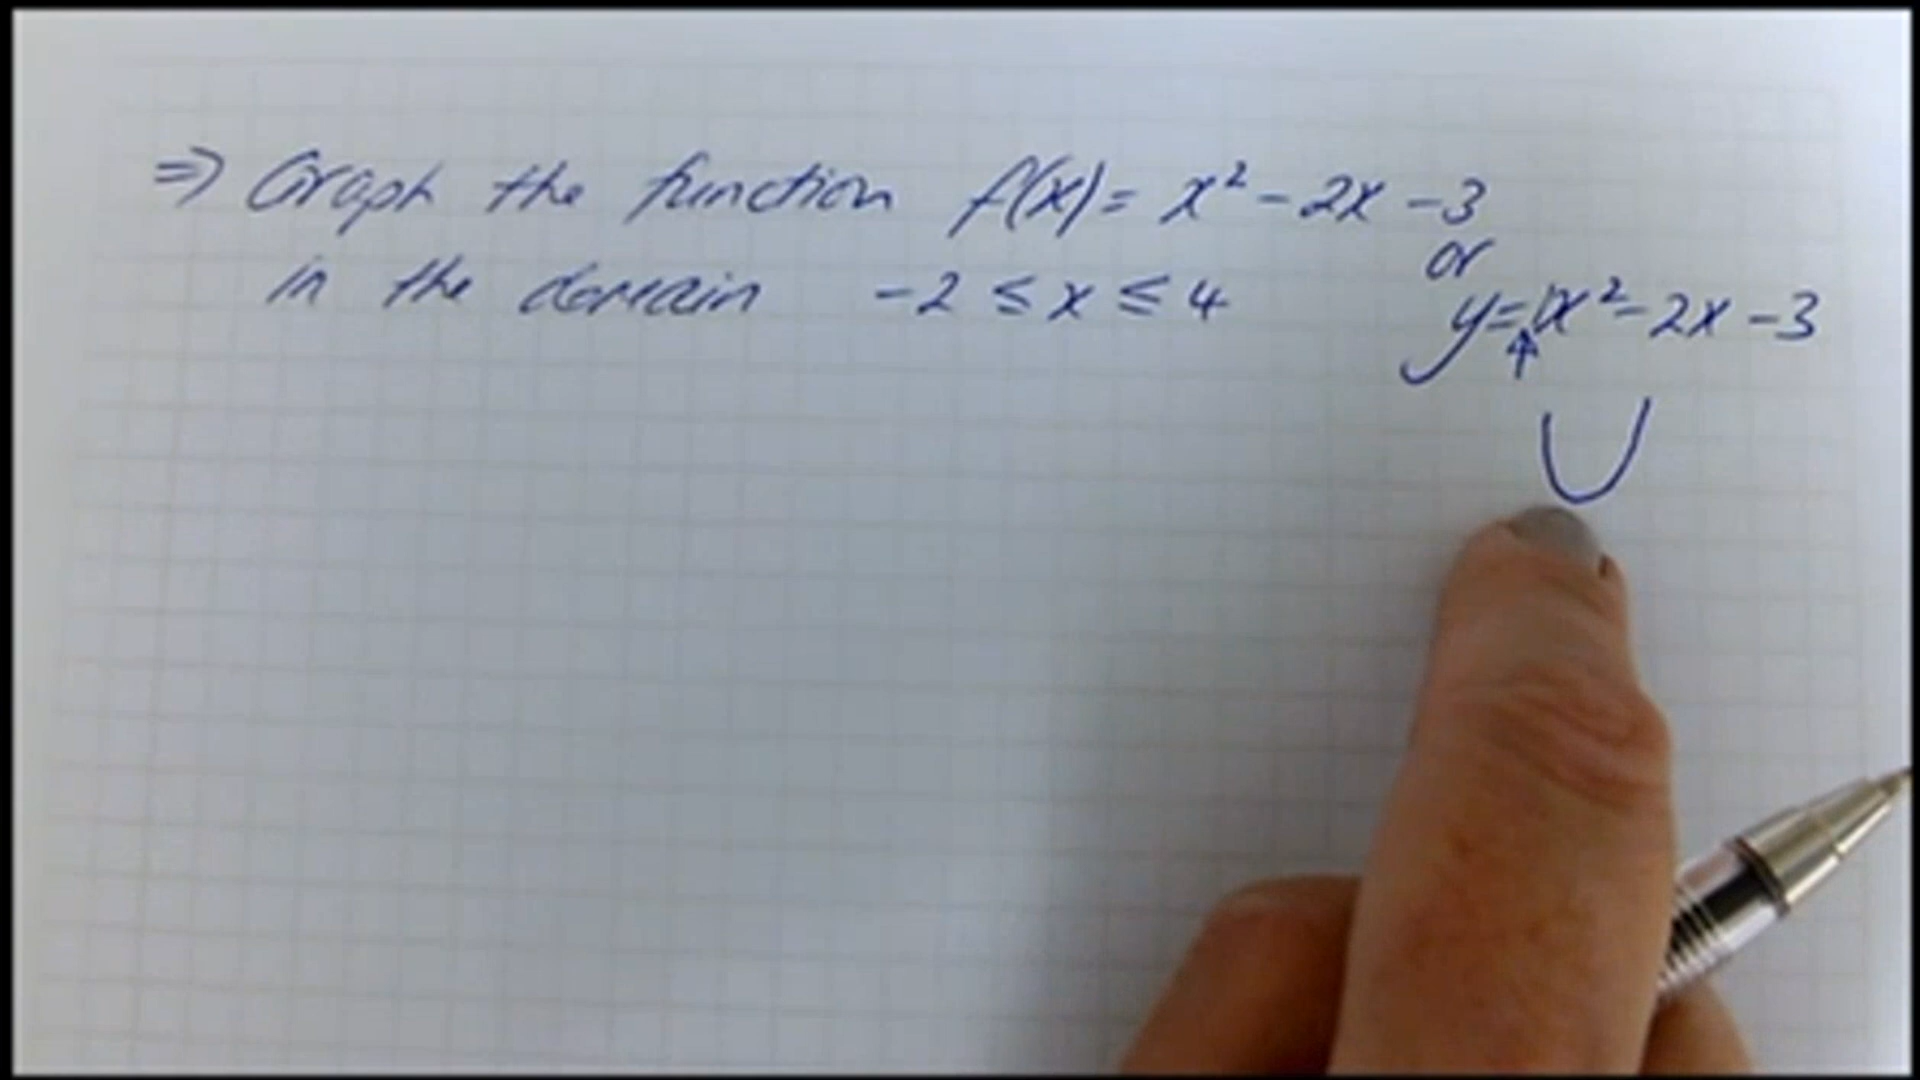 ⇒ Graph the function f(x) = x² - 2x - 3
or
in the domain -2 ≤ x ≤ 4
y = 1x² - 2x - 3